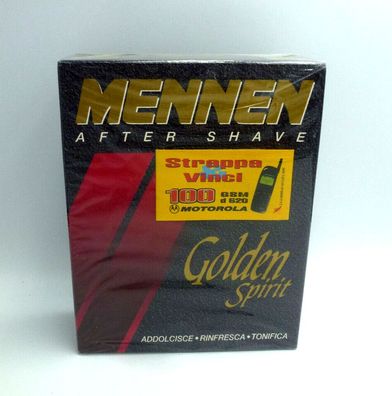 MENNEN
AFTER SHAVE
Strappa
Vinci
100 GSM
d 620
MOTOROLA
Golden
Spirit
ADDOLCISCE • RINFRESCA • TONIFICA